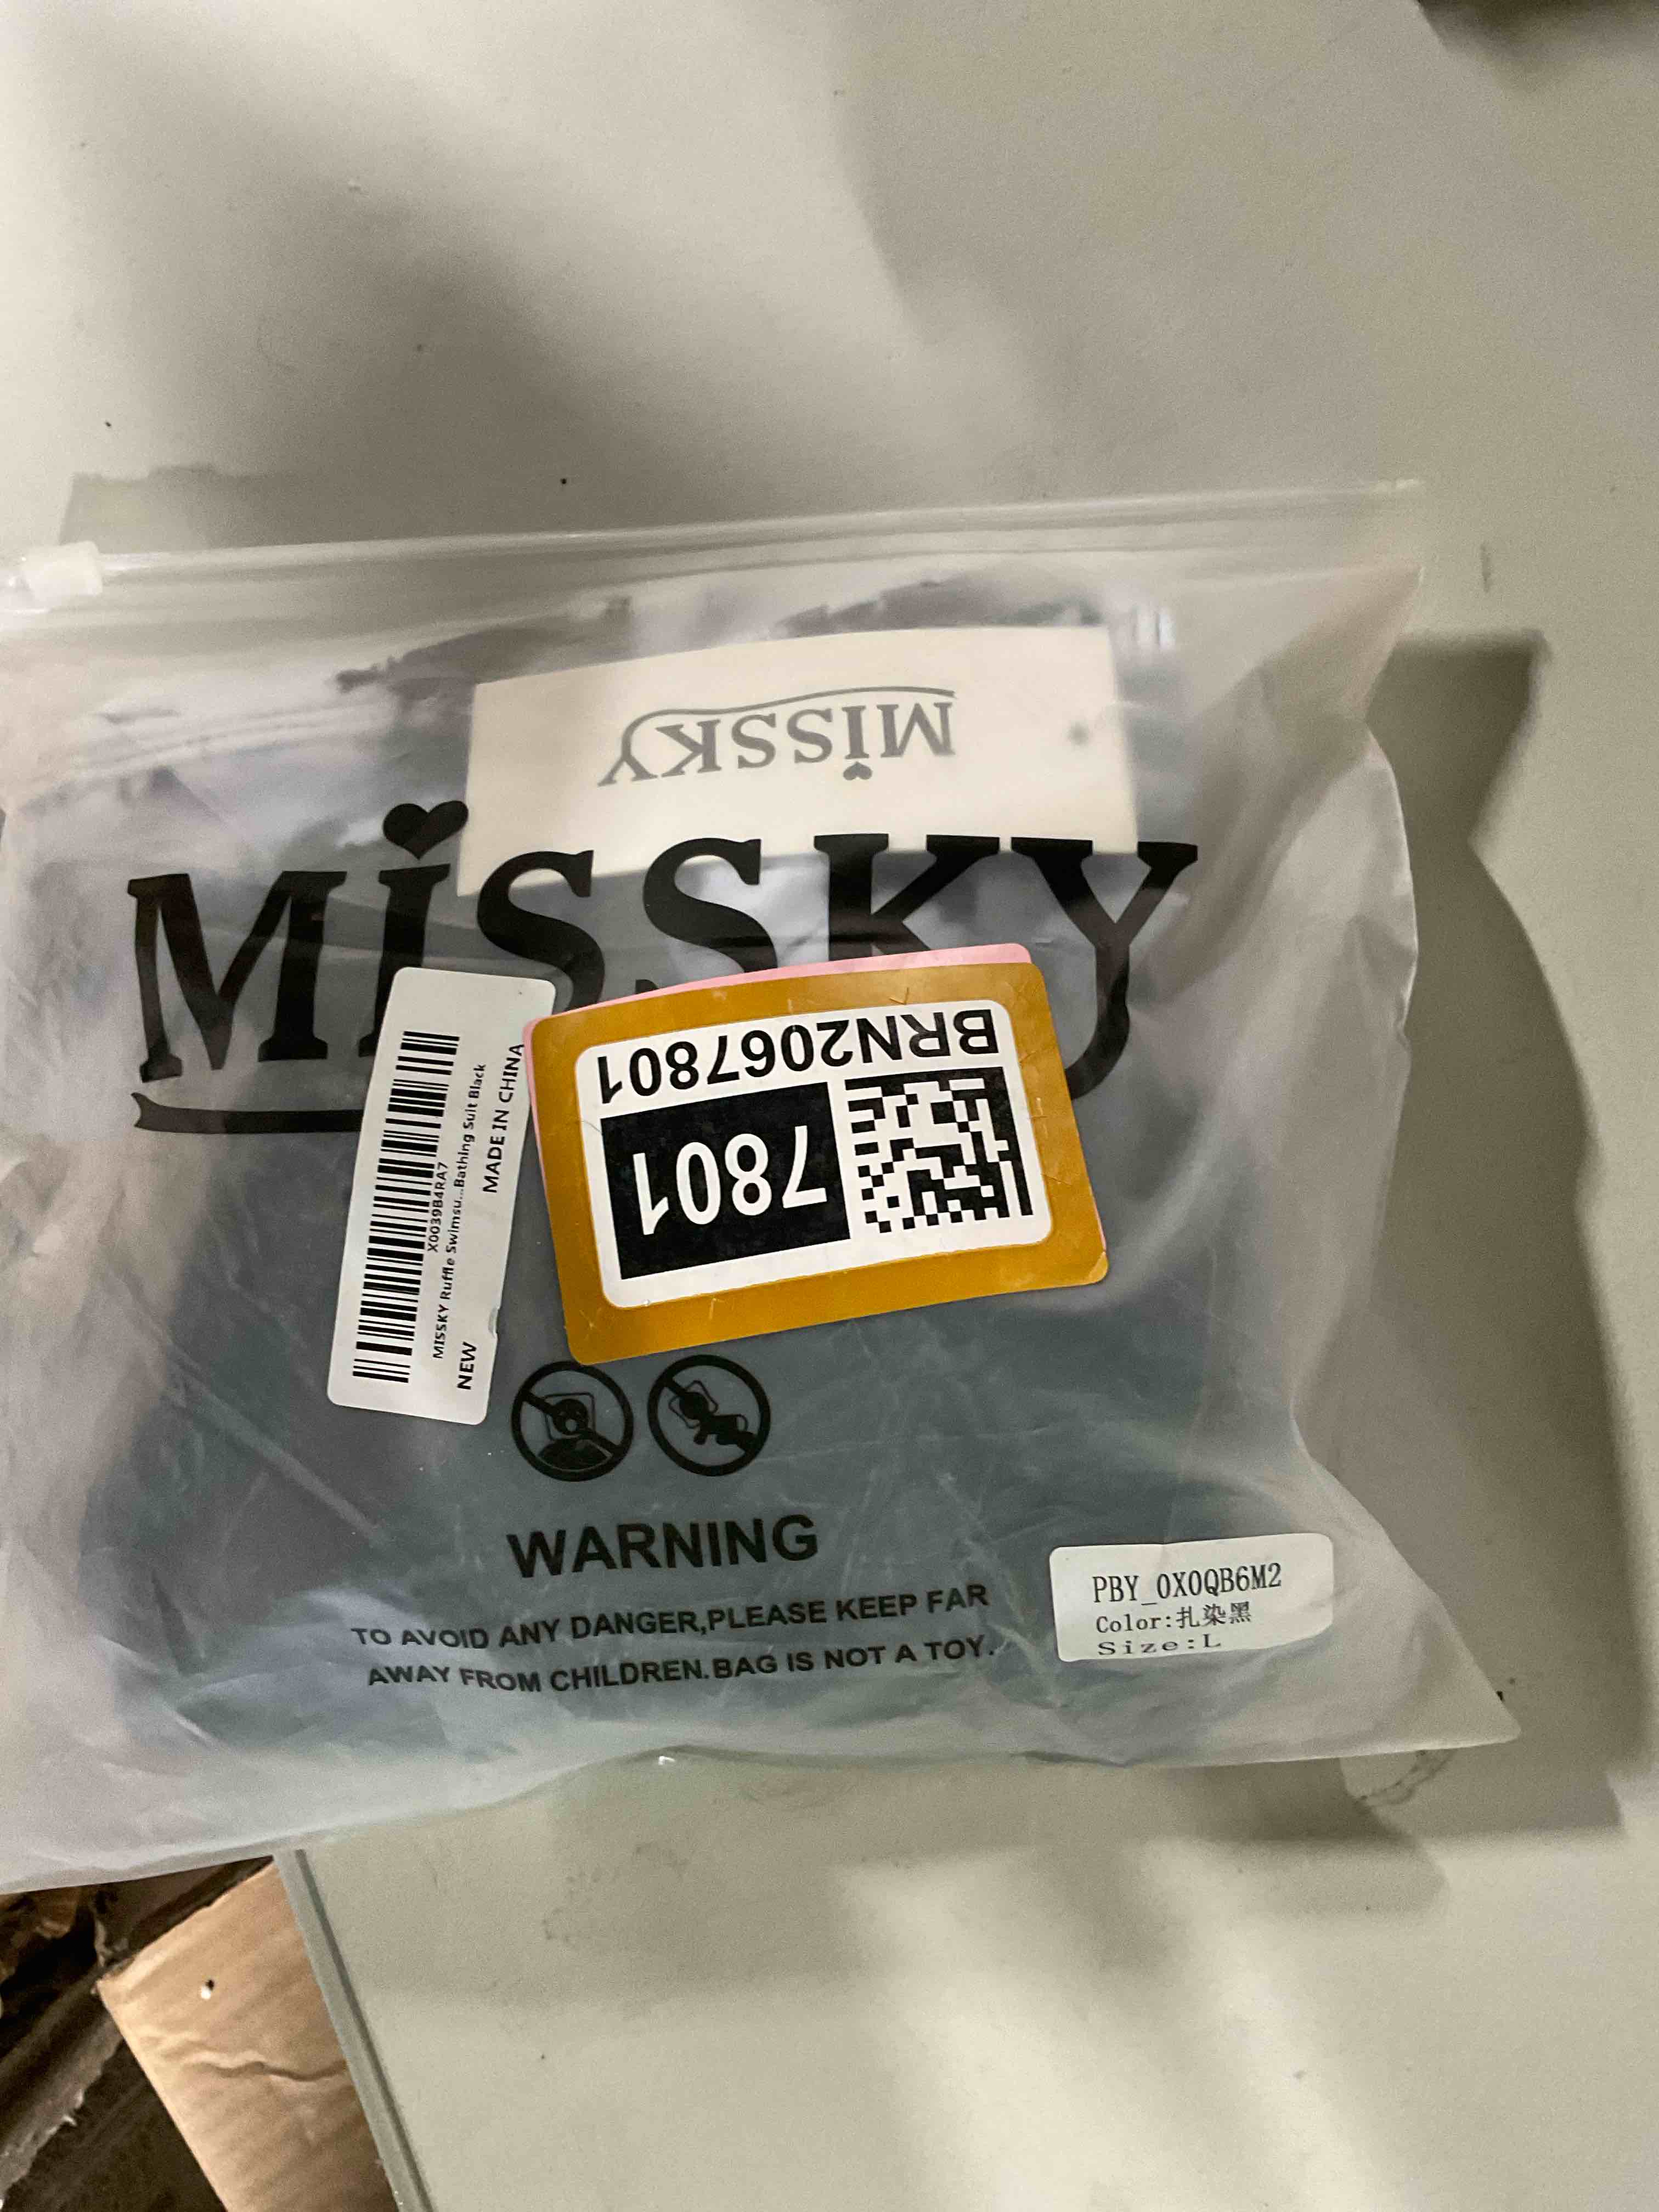 MISSKY
MISSKY
X0039B4RA7
MISSKY Ruffle Swimsu...Bathing Suit Black
NEW
MADE IN CHINA
BRN2067801
7801
WARNING
TO AVOID ANY DANGER,PLEASE KEEP FAR
AWAY FROM CHILDREN.BAG IS NOT A TOY.
PBY_0X0QB6M2
Color:扎染黑
Size:L